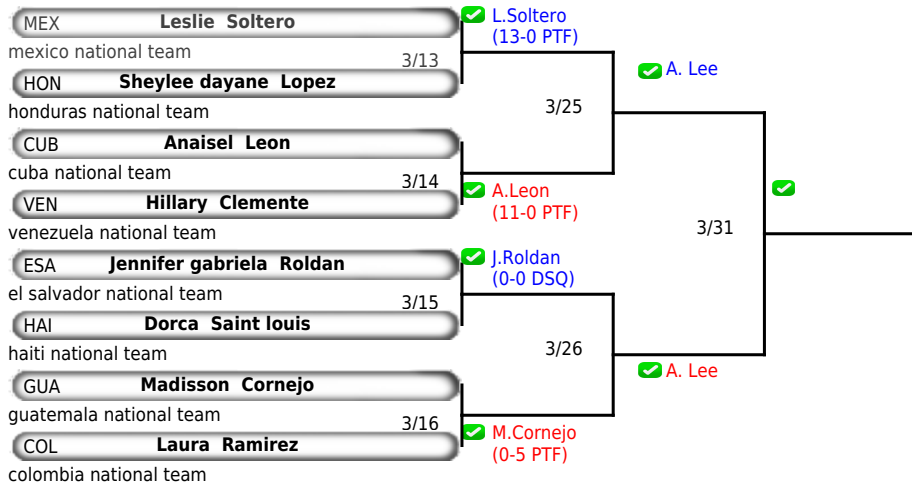 MEX Leslie Soltero
mexico national team
3/13
HON Sheylee dayane Lopez
honduras national team
L.Soltero
(13-0 PTF)
CUB Anaisel Leon
cuba national team
3/14
VEN Hillary Clemente
venezuela national team
A.Leon
(11-0 PTF)
3/25
A. Lee
ESA Jennifer gabriela Roldan
el salvador national team
3/15
HAI Dorca Saint louis
haiti national team
J.Roldan
(0-0 DSQ)
GUA Madisson Cornejo
guatemala national team
3/16
COL Laura Ramirez
colombia national team
M.Cornejo
(0-5 PTF)
3/26
A. Lee
3/31